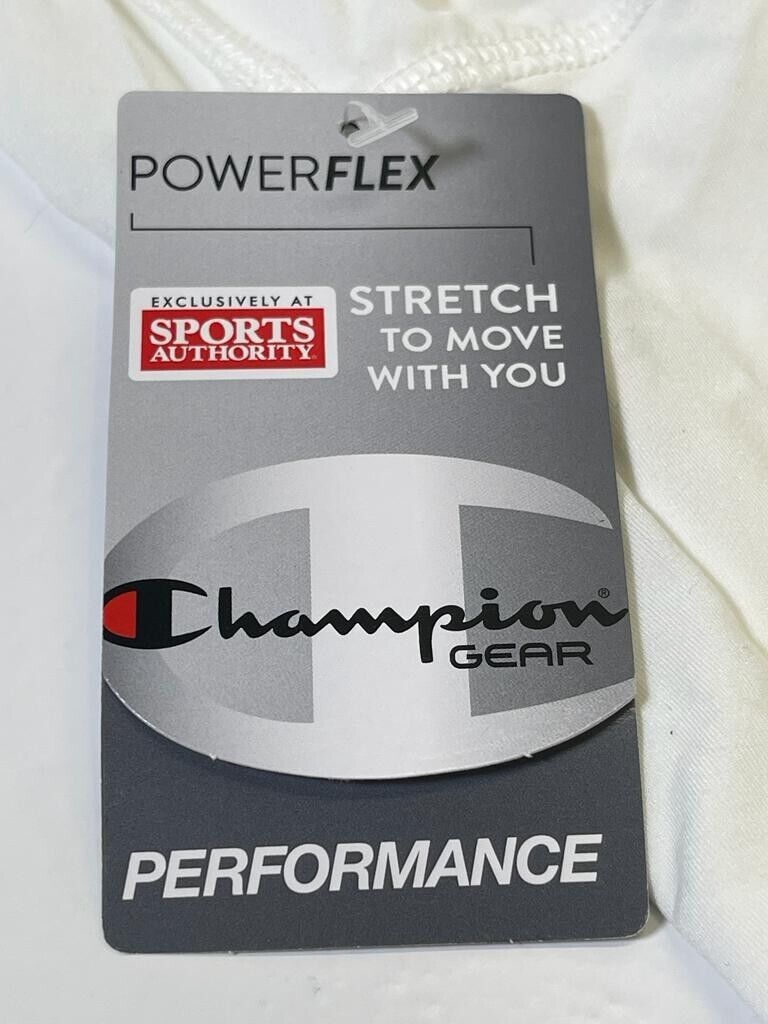 POWERFLEX
EXCLUSIVELY AT
SPORTS
AUTHORITY
STRETCH
TO MOVE
WITH YOU
Champion®
GEAR
PERFORMANCE